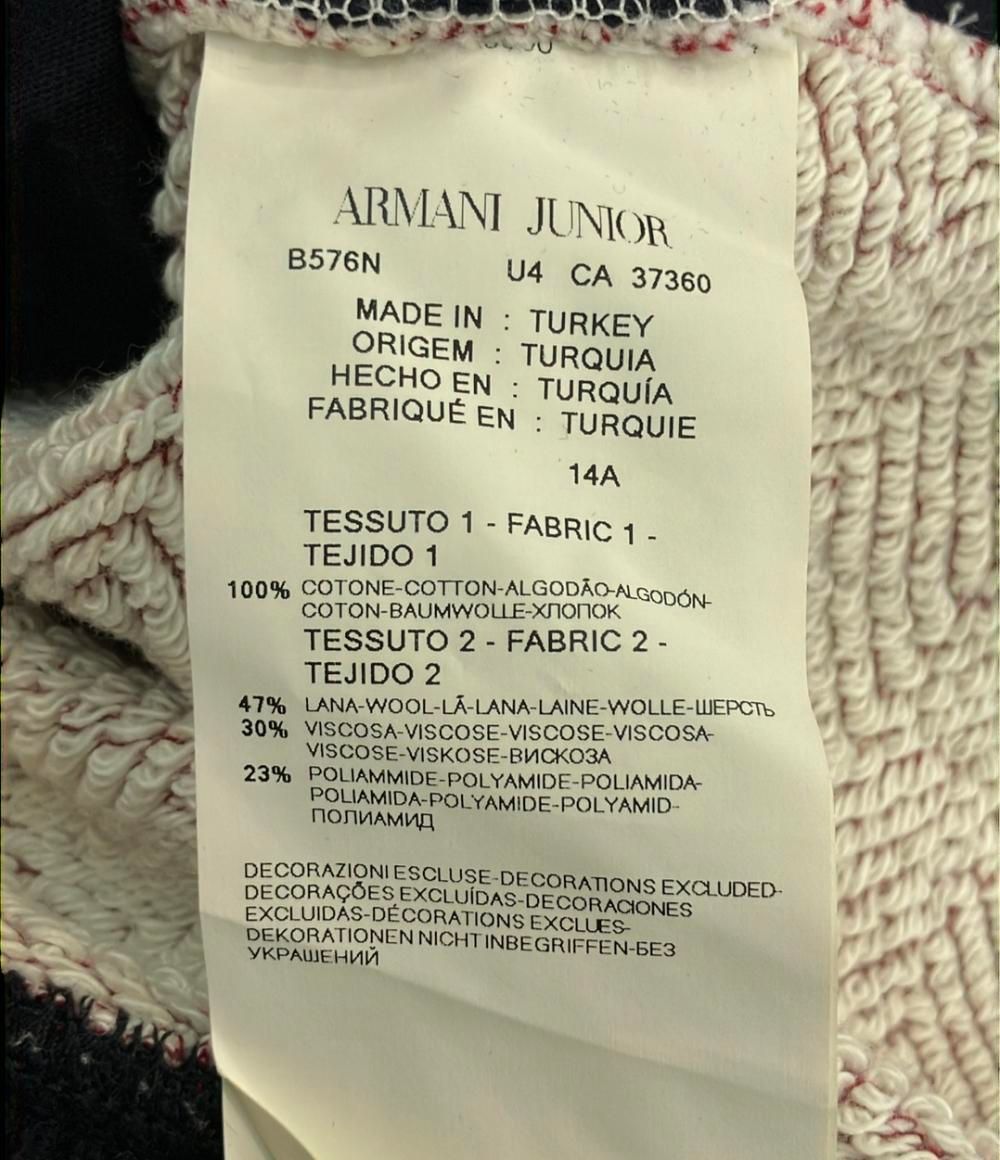 ARMANI JUNIOR
B576N U4 CA 37360
MADE IN : TURKEY
ORIGEM : TURQUIA
HECHO EN : TURQUÍA
FABRIQUÉ EN : TURQUIE
14A
TESSUTO 1 - FABRIC 1 -
TEJIDO 1
100% COTONE-COTTON-ALGODÃO-ALGODÓN-
COTON-BAUMWOLLE-ХЛОПОК
TESSUTO 2 - FABRIC 2 -
TEJIDO 2
47% LANA-WOOL-LÃ-LANA-LAINE-WOLLE-ШЕРСТЬ
30% VISCOSA-VISCOSE-VISCOSE-VISCOSA-
VISCOSE-VISKOSE-ВИСКОЗА
23% POLIAMMIDE-POLYAMIDE-POLIAMIDA-
POLIAMIDA-POLYAMIDE-POLYAMID-
ПОЛИАМИД
DECORAZIONI ESCLUSE-DECORATIONS EXCLUDED-
DECORAÇÕES EXCLUÍDAS-DECORACIONES
EXCLUIDAS-DÉCORATIONS EXCLUES-
DEKORATIONEN NICHT INBEGRIFFEN-БЕЗ
УКРАШЕНИЙ